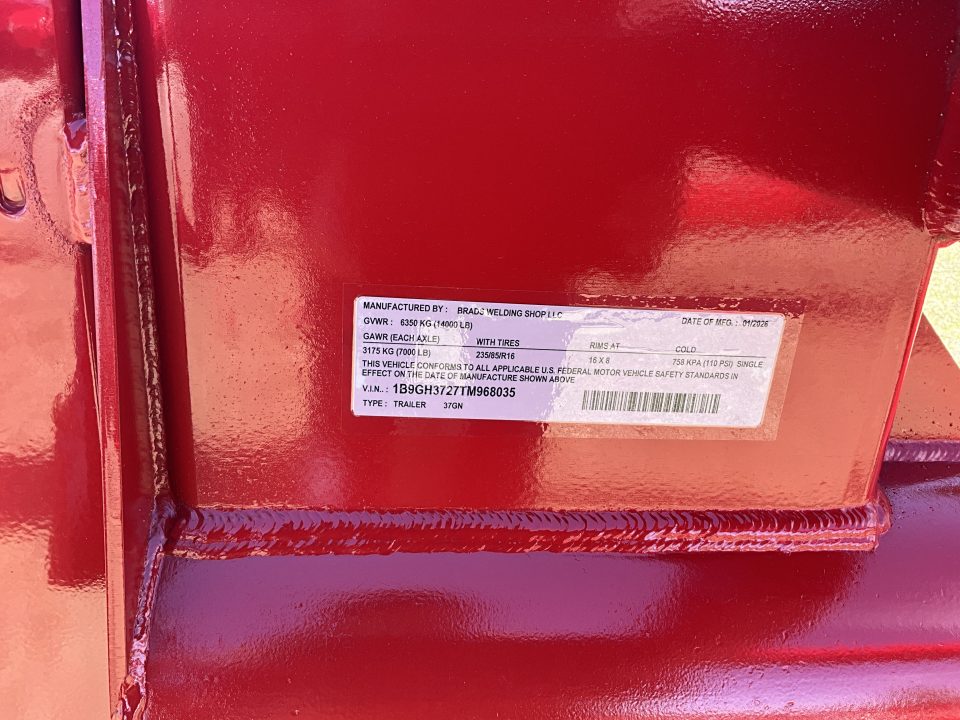 MANUFACTURED BY : BRADS WELDING SHOP, LLC DATE OF MFG. : 01/2026
GVWR : 6350 KG (14000 LB)
GAWR (EACH AXLE) WITH TIRES RIMS AT COLD
3175 KG (7000 LB) 235/85/R16 16 X 8 758 KPA (110 PSI) SINGLE
THIS VEHICLE CONFORMS TO ALL APPLICABLE U.S. FEDERAL MOTOR VEHICLE SAFETY STANDARDS IN
EFFECT ON THE DATE OF MANUFACTURE SHOWN ABOVE
V.I.N.. : 1B9GH3727TM968035
TYPE : TRAILER 37GN